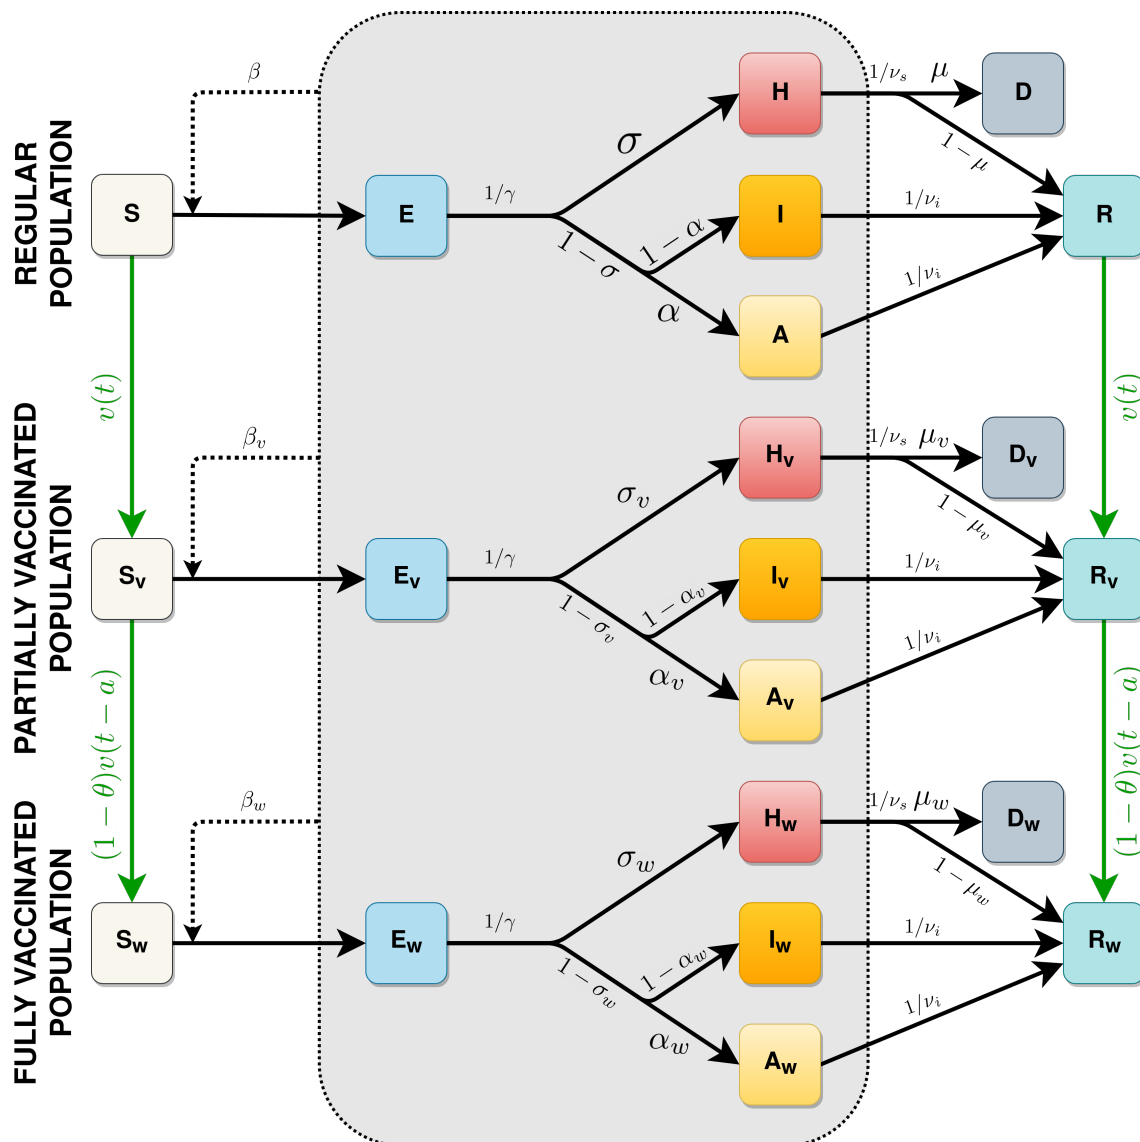 REGULAR
POPULATION
β
S
E
1/γ
σ
1 − σ
1 − α
α
H
I
A
1/ν_s
μ
1 − μ
1/ν_i
1/ν_i
D
R
v(t)
v(t)
PARTIALLY VACCINATED
POPULATION
β_v
S_v
E_v
1/γ
σ_v
1 − σ_v
1 − α_v
α_v
H_v
I_v
A_v
1/ν_s
μ_v
1 − μ_v
1/ν_i
1/ν_i
D_v
R_v
(1 − θ)v(t − a)
(1 − θ)v(t − a)
FULLY VACCINATED
POPULATION
β_w
S_w
E_w
1/γ
σ_w
1 − σ_w
1 − α_w
α_w
H_w
I_w
A_w
1/ν_s
μ_w
1 − μ_w
1/ν_i
1/ν_i
D_w
R_w